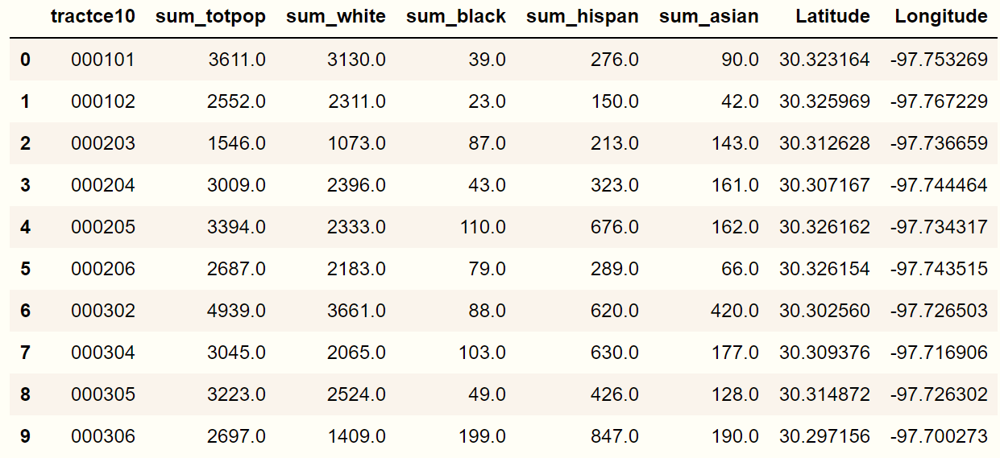 tractce10 sum_totpop sum_white sum_black sum_hispan sum_asian Latitude Longitude
0 000101 3611.0 3130.0 39.0 276.0 90.0 30.323164 -97.753269
1 000102 2552.0 2311.0 23.0 150.0 42.0 30.325969 -97.767229
2 000203 1546.0 1073.0 87.0 213.0 143.0 30.312628 -97.736659
3 000204 3009.0 2396.0 43.0 323.0 161.0 30.307167 -97.744464
4 000205 3394.0 2333.0 110.0 676.0 162.0 30.326162 -97.734317
5 000206 2687.0 2183.0 79.0 289.0 66.0 30.326154 -97.743515
6 000302 4939.0 3661.0 88.0 620.0 420.0 30.302560 -97.726503
7 000304 3045.0 2065.0 103.0 630.0 177.0 30.309376 -97.716906
8 000305 3223.0 2524.0 49.0 426.0 128.0 30.314872 -97.726302
9 000306 2697.0 1409.0 199.0 847.0 190.0 30.297156 -97.700273